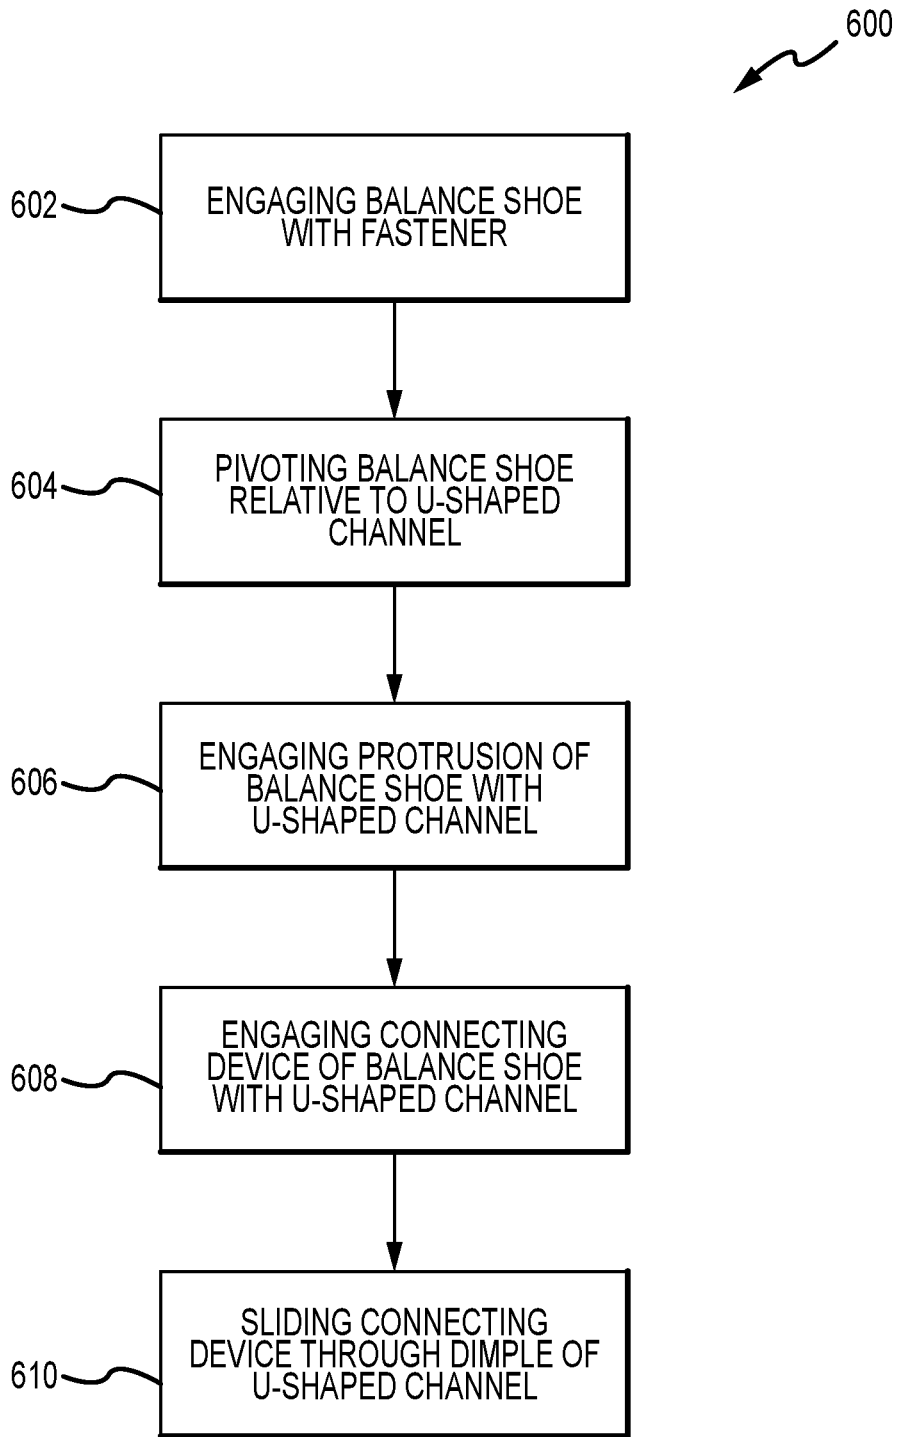 600
602
ENGAGING BALANCE SHOE
WITH FASTENER
604
PIVOTING BALANCE SHOE
RELATIVE TO U-SHAPED
CHANNEL
606
ENGAGING PROTRUSION OF
BALANCE SHOE WITH
U-SHAPED CHANNEL
608
ENGAGING CONNECTING
DEVICE OF BALANCE SHOE
WITH U-SHAPED CHANNEL
610
SLIDING CONNECTING
DEVICE THROUGH DIMPLE OF
U-SHAPED CHANNEL